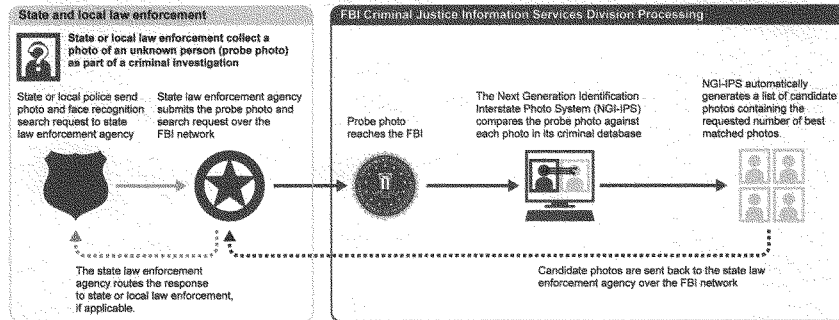 State and local law enforcement
State or local law enforcement collect a
photo of an unknown person (probe photo)
as part of a criminal investigation
State or local police send
photo and face recognition
search request to state
law enforcement agency
State law enforcement agency
submits the probe photo and
search request over the
FBI network
The state law enforcement
agency routes the response
to state or local law enforcement,
if applicable.
FBI Criminal Justice Information Services Division Processing
Probe photo
reaches the FBI
The Next Generation Identification
Interstate Photo System (NGI-IPS)
compares the probe photo against
each photo in its criminal database
NGI-IPS automatically
generates a list of candidate
photos containing the
requested number of best
matched photos.
Candidate photos are sent back to the state law
enforcement agency over the FBI network